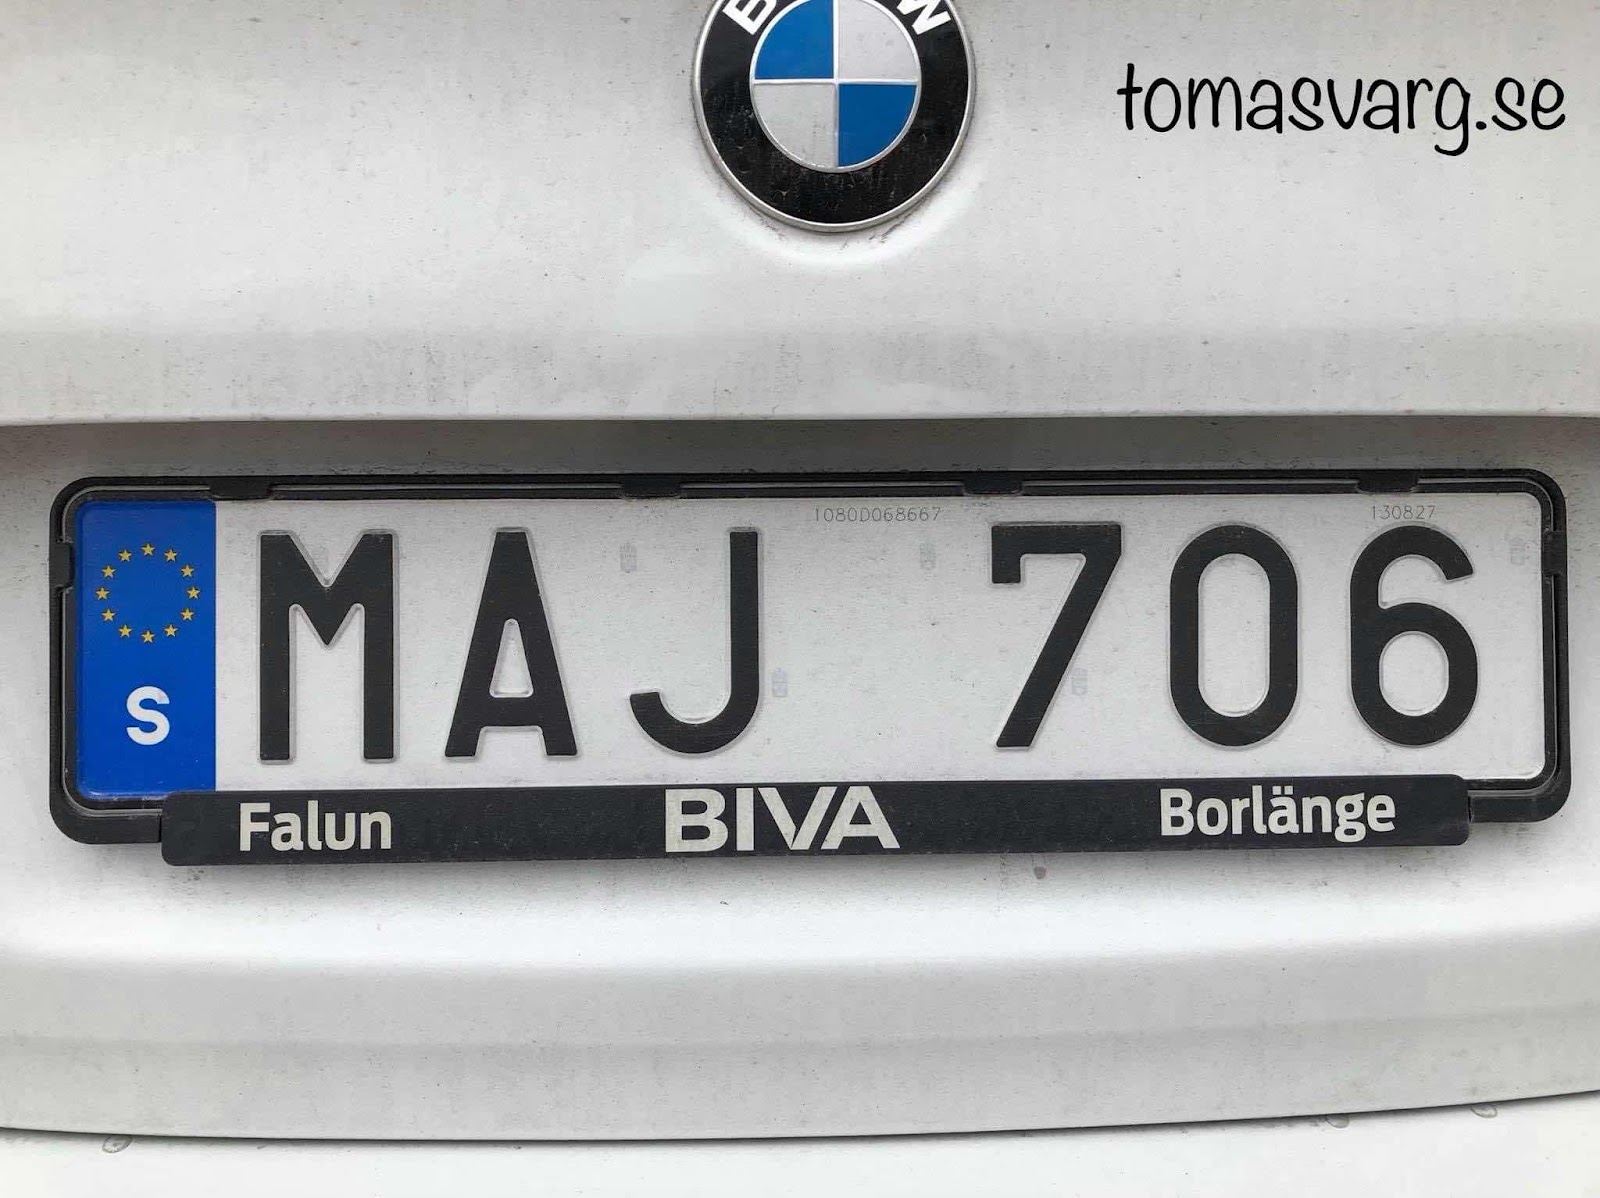 BMW
tomasvarg.se
1080D068667 130827
S MAJ 706
Falun BIVA Borlänge